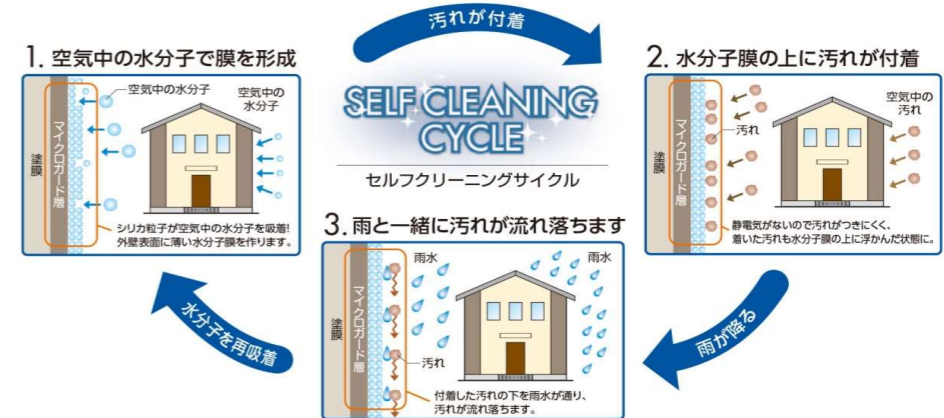 汚れが付着
1. 空気中の水分子で膜を形成
空気中の水分子
空気中の
水分子
マイクロガード層
塗膜
シリカ粒子が空気中の水分子を吸着!
外壁表面に薄い水分子膜を作ります。
SELF CLEANING
CYCLE
セルフクリーニングサイクル
2. 水分子膜の上に汚れが付着
空気中の
汚れ
汚れ
マイクロガード層
塗膜
静電気がないので汚れがつきにくく、
着いた汚れも水分子膜の上に浮かんだ状態に。
雨が降る
3. 雨と一緒に汚れが流れ落ちます
雨水
雨水
マイクロガード層
塗膜
汚れ
付着した汚れの下を雨水が通り、
汚れが流れ落ちます。
水分子を再吸着